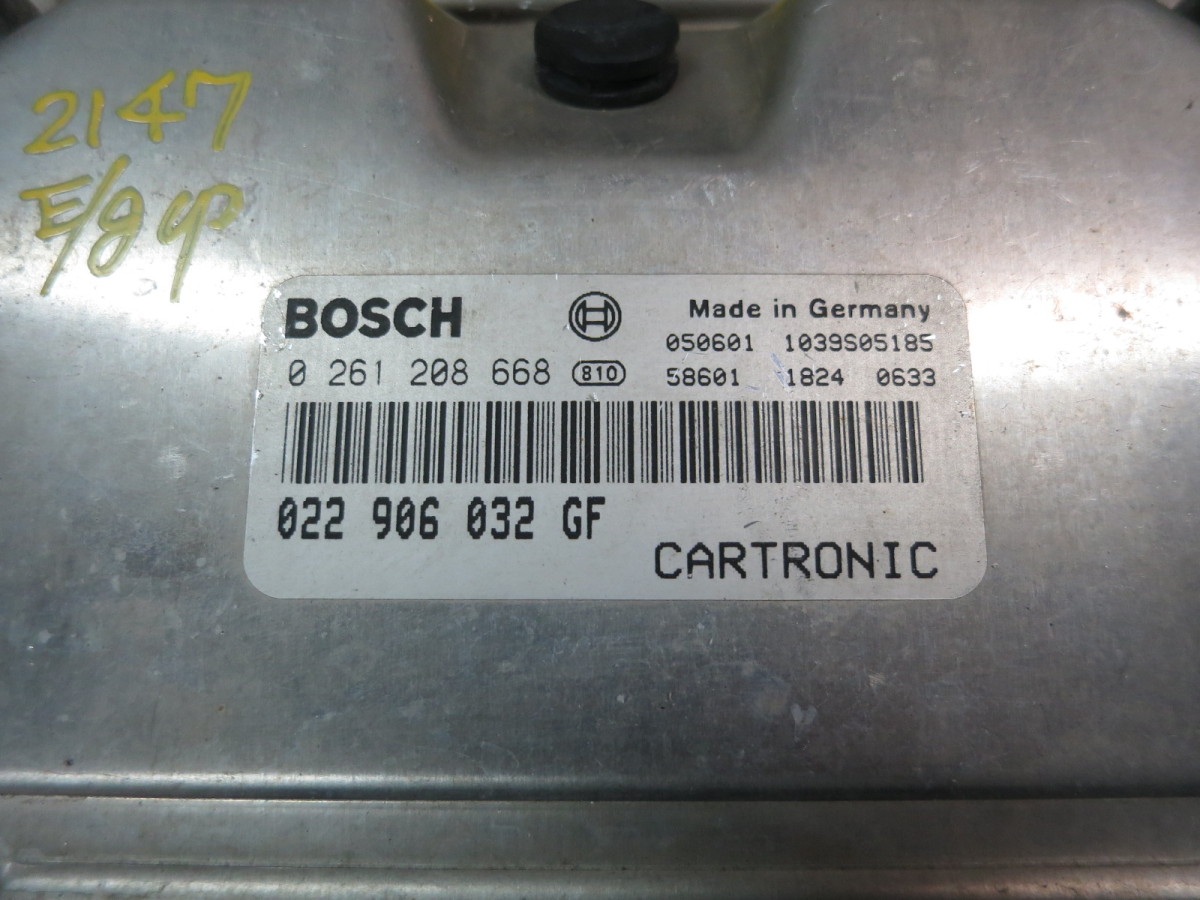 2147
E/g
BOSCH
Made in Germany
050601 1039S05185
0 261 208 668 810
58601 1824 0633
022 906 032 GF
CARTRONIC